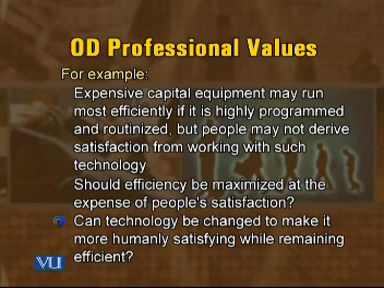 OD Professional Values
For example:
Expensive capital equipment may run
most efficiently if it is highly programmed
and routinized, but people may not derive
satisfaction from working with such
technology.
Should efficiency be maximized at the
expense of people's satisfaction?
Can technology be changed to make it
more humanly satisfying while remaining
efficient?
VU